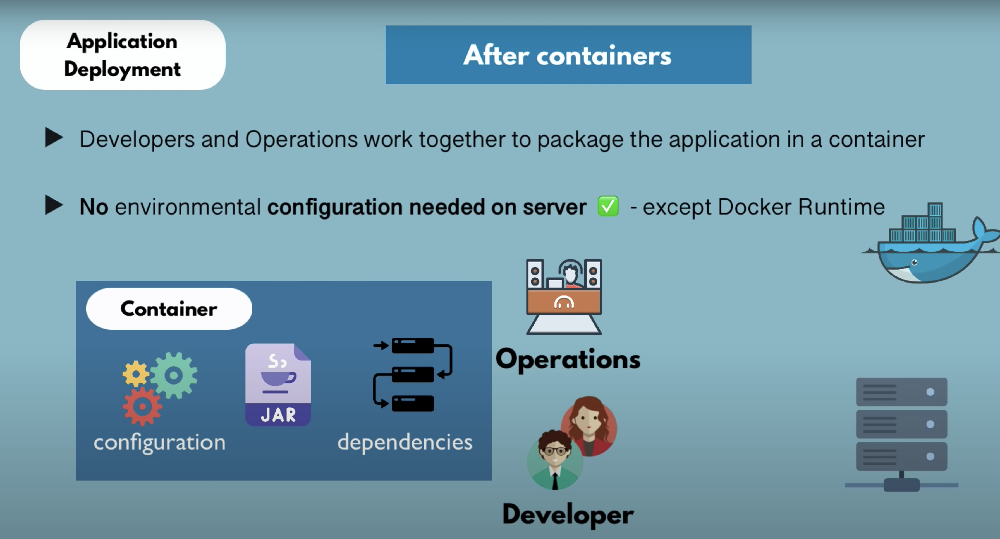 Application
Deployment
After containers
Developers and Operations work together to package the application in a container
No environmental configuration needed on server ✅ - except Docker Runtime
Container
JAR
configuration
dependencies
Operations
Developer